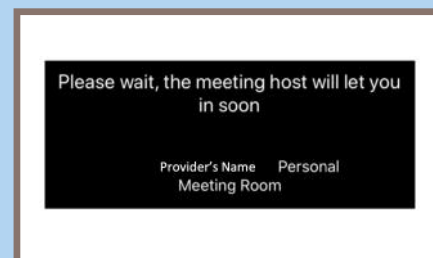 Please wait, the meeting host will let you
in soon
Provider's Name Personal
Meeting Room